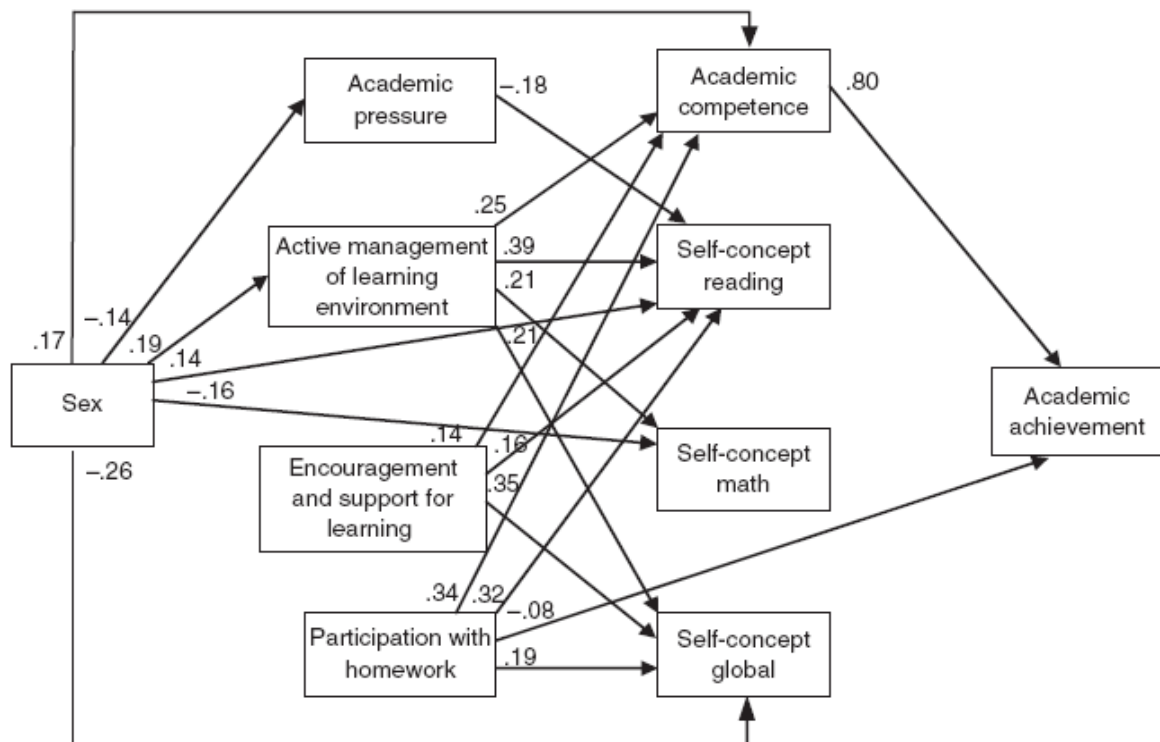 Academic
pressure
–.18
Academic
competence
.80
.25
Active management
of learning
environment
.39
.21
.21
Self-concept
reading
–.14
.17
.19
.14
–.16
Sex
–.26
Academic
achievement
.14
.16
.35
Encouragement
and support for
learning
Self-concept
math
.34
.32
–.08
.19
Participation with
homework
Self-concept
global